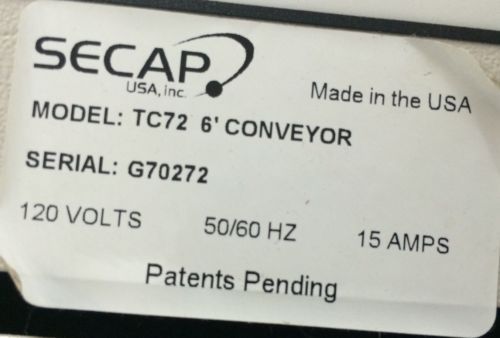 SECAP
USA, inc.
Made in the USA
MODEL: TC72 6' CONVEYOR
SERIAL: G70272
120 VOLTS 50/60 HZ 15 AMPS
Patents Pending